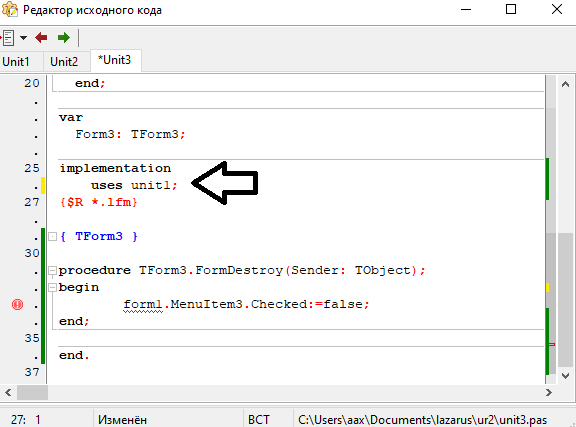 Редактор исходного кода
Unit1 Unit2 *Unit3
20 end;
.
. var
. Form3: TForm3;
.
25 implementation
. uses unit1;
27 {$R *.lfm}
.
. { TForm3 }
30
. procedure TForm3.FormDestroy(Sender: TObject);
. begin
. form1.MenuItem3.Checked:=false;
. end;
35
. end.
37
27: 1 Изменён ВСТ C:\Users\aax\Documents\lazarus\ur2\unit3.pas